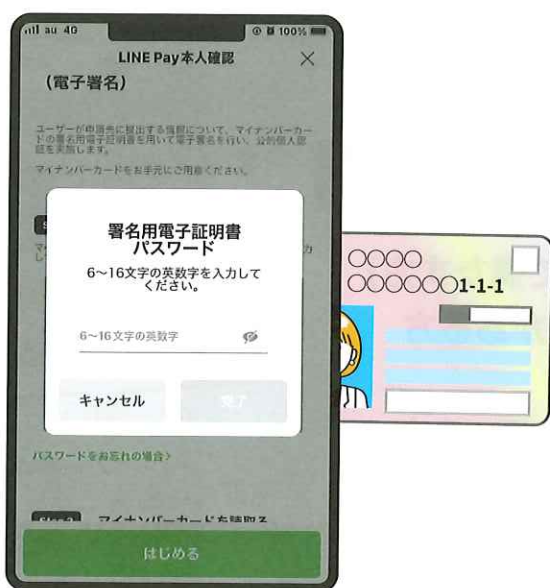 au 4G 100%
LINE Pay本人確認
(電子署名)
ユーザーが申請先に提出する情報について、マイナンバーカー
ドの署名用電子証明書を用いて電子署名を行い、公的個人認
証を実施します。
マイナンバーカードをお手元にご用意ください。
署名用電子証明書
パスワード
6〜16文字の英数字を入力して
ください。
6〜16文字の英数字
キャンセル
完了
パスワードをお忘れの場合>
Step 2 マイナンバーカードを読取る
はじめる
○○○○
○○○○○○1-1-1